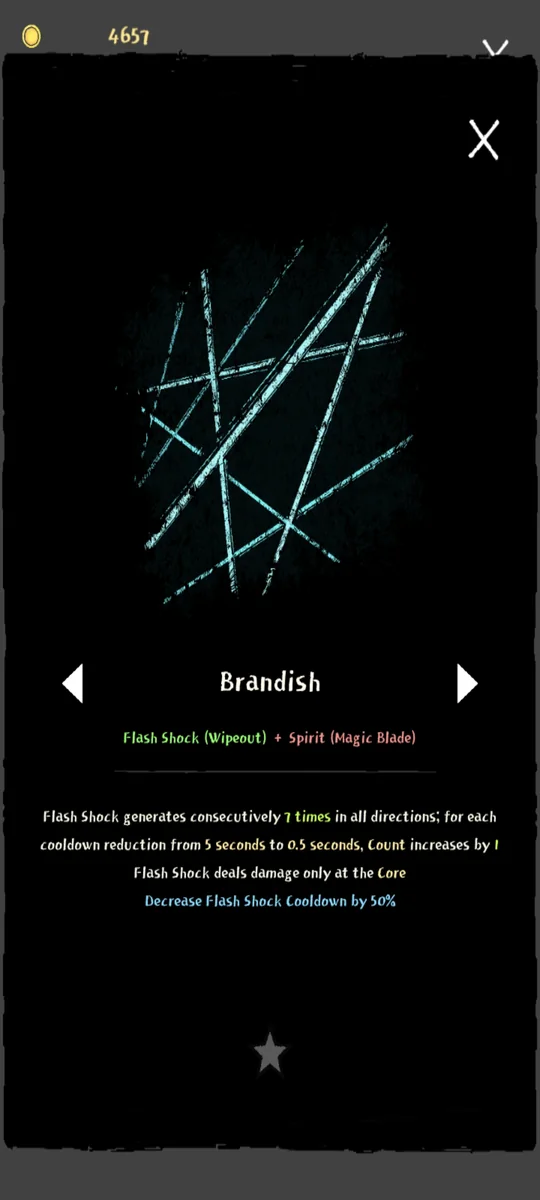 4657
Brandish
Flash Shock (Wipeout) + Spirit (Magic Blade)
Flash Shock generates consecutively 7 times in all directions; for each
cooldown reduction from 5 seconds to 0.5 seconds, Count increases by 1
Flash Shock deals damage only at the Core
Decrease Flash Shock Cooldown by 50%